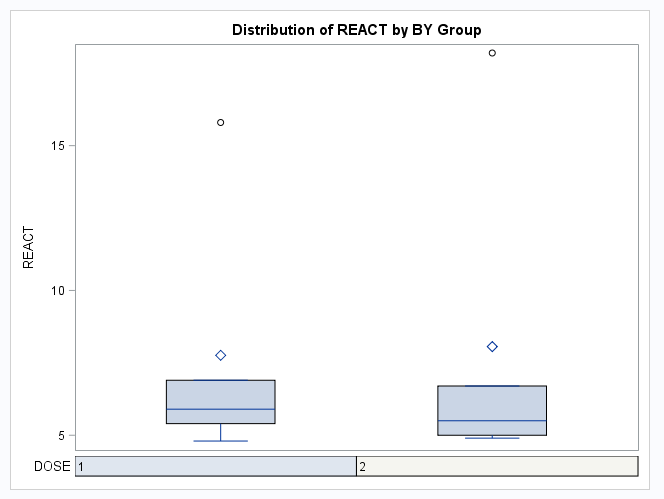 Distribution of REACT by BY Group
15
REACT
10
5
DOSE 1 2